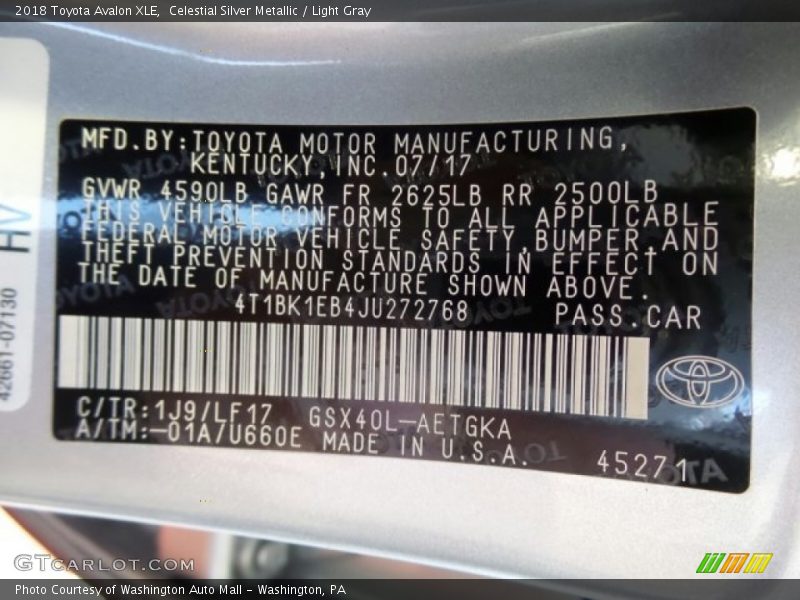 2018 Toyota Avalon XLE, Celestial Silver Metallic / Light Gray
MFD.BY:TOYOTA MOTOR MANUFACTURING,
KENTUCKY,INC.07/17
GVWR 4590LB GAWR FR 2625LB RR 2500LB
THIS VEHICLE CONFORMS TO ALL APPLICABLE
FEDERAL MOTOR VEHICLE SAFETY,BUMPER,AND
THEFT PREVENTION STANDARDS IN EFFECT ON
THE DATE OF MANUFACTURE SHOWN ABOVE.
4T1BK1EB4JU272768 PASS.CAR
C/TR:1J9/LF17 GSX40L-AETGKA
A/TM:-01A/U660E MADE IN U.S.A.
45271
HV
42661-07130
GTCARLOT.COM
Photo Courtesy of Washington Auto Mall - Washington, PA